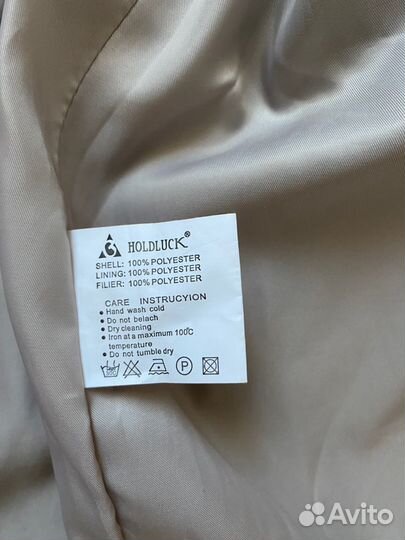 HOLDLUCK®
SHELL: 100% POLYESTER
LINING: 100% POLYESTER
FILIER: 100% POLYESTER
CARE INSTRUCYION
• Hand wash cold
• Do not belach
• Dry cleaning
• Iron at a maximum 100℃
temperature
• Do not tumble dry
P
Avito